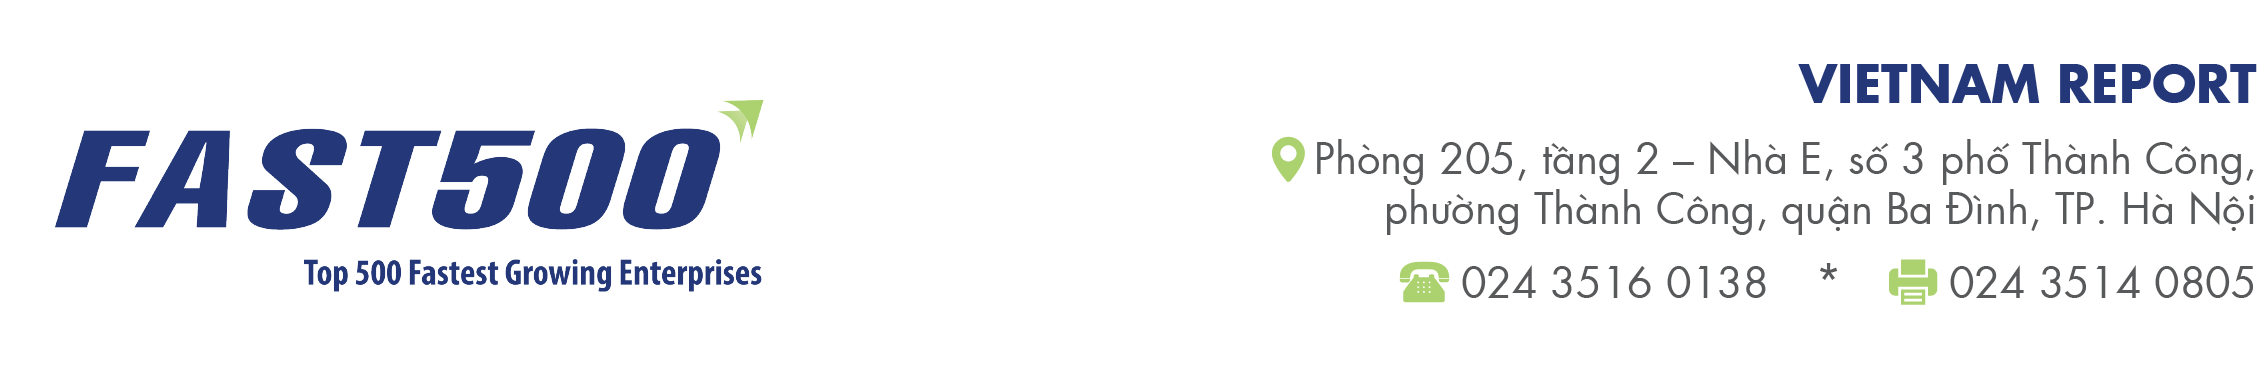 FAST500
Top 500 Fastest Growing Enterprises
VIETNAM REPORT
Phòng 205, tầng 2 – Nhà E, số 3 phố Thành Công,
phường Thành Công, quận Ba Đình, TP. Hà Nội
024 3516 0138 * 024 3514 0805